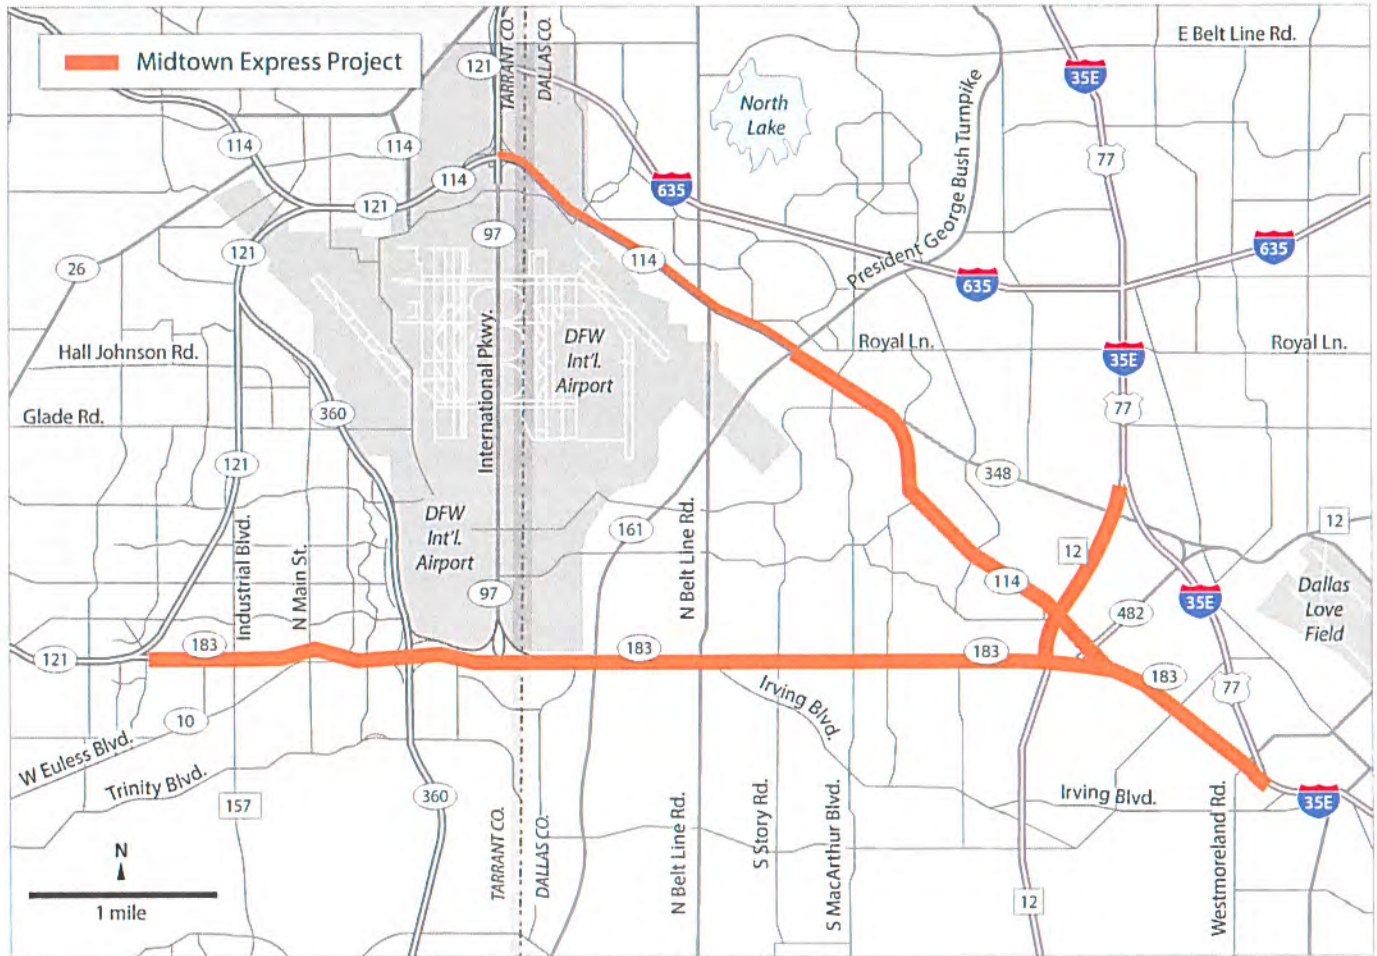 Midtown Express Project
121
TARRANT CO.
DALLAS CO.
E Belt Line Rd.
35E
North
Lake
President George Bush Turnpike
77
114
114
114
121
635
97
121
26
114
635
635
Hall Johnson Rd.
Glade Rd.
360
International Pkwy.
DFW
Int'l.
Airport
Royal Ln.
Royal Ln.
35E
77
121
348
Industrial Blvd.
N Main St.
DFW
Int'l.
Airport
161
N Belt Line Rd.
12
12
97
114
482
35E
Dallas
Love
Field
121
183
183
183
183
77
10
W Euless Blvd.
Trinity Blvd.
157
360
Irving Blvd.
Irving Blvd.
35E
TARRANT CO.
DALLAS CO.
N Belt Line Rd.
S Story Rd.
S MacArthur Blvd.
12
Westmoreland Rd.
N
1 mile